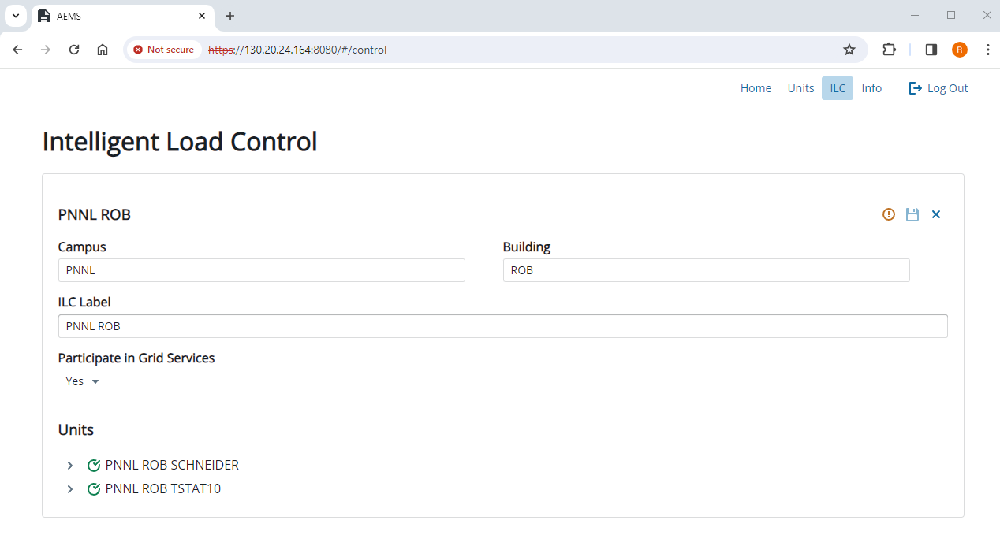 AEMS
Not secure https://130.20.24.164:8080/#/control
R
Home Units ILC Info Log Out
Intelligent Load Control
PNNL ROB
Campus Building
PNNL ROB
ILC Label
PNNL ROB
Participate in Grid Services
Yes
Units
PNNL ROB SCHNEIDER
PNNL ROB TSTAT10